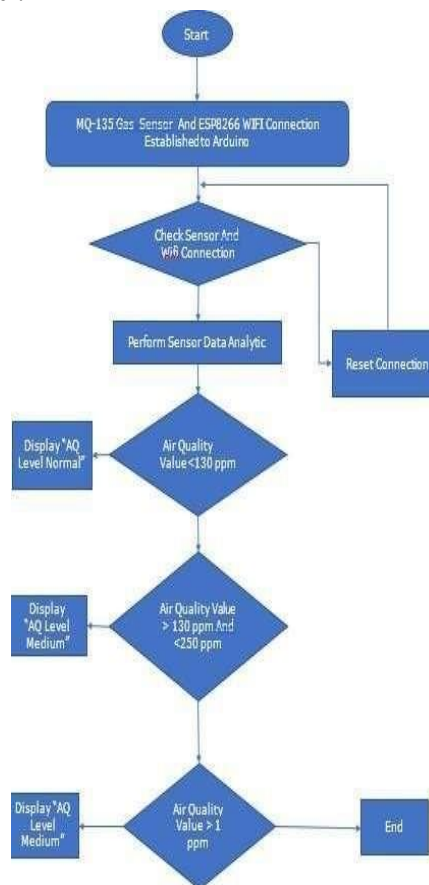 Start
MQ-135 Gas Sensor And ESP8266 WIFI Connection
Established to Arduino
Check Sensor And
Wifi Connection
Perform Sensor Data Analytic
Reset Connection
Display "AQ
Level Normal"
Air Quality
Value <130 ppm
Display
"AQ Level
Medium"
Air Quality Value
> 130 ppm And
<250 ppm
Display "AQ
Level
Medium"
Air Quality
Value > 1
ppm
End